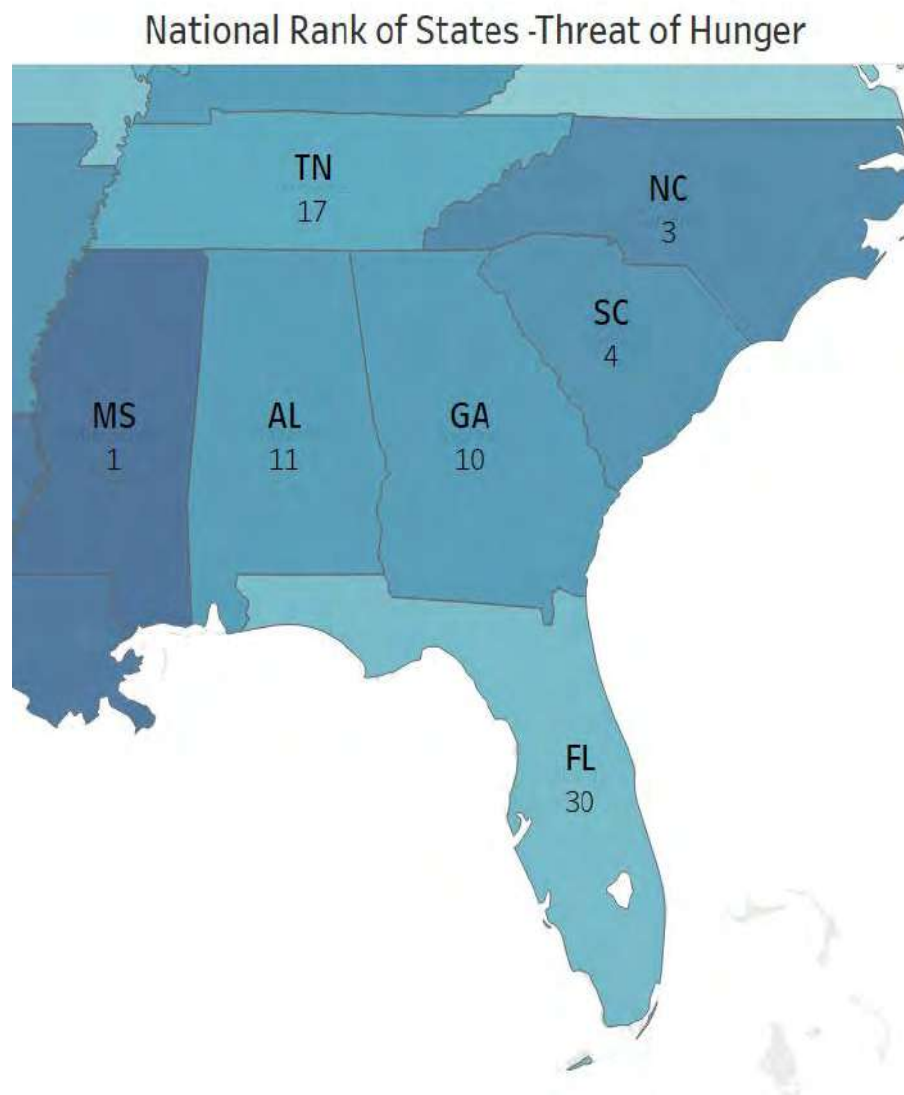 National Rank of States -Threat of Hunger
TN
17
NC
3
SC
4
MS
1
AL
11
GA
10
FL
30